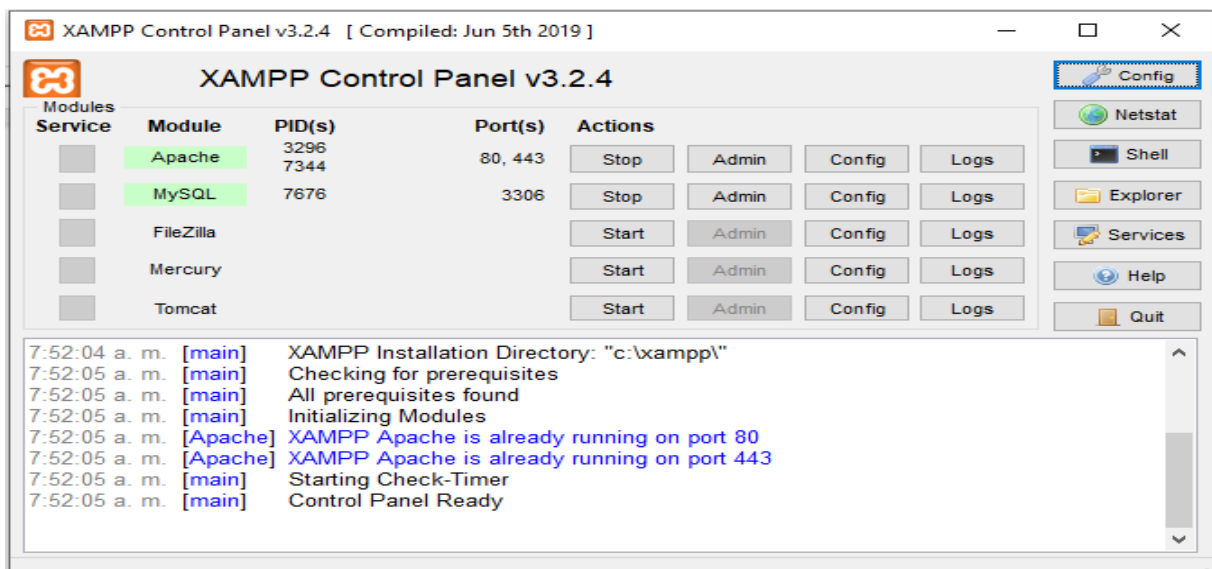 XAMPP Control Panel v3.2.4 [ Compiled: Jun 5th 2019 ]
XAMPP Control Panel v3.2.4
Config
Modules
Service Module PID(s) Port(s) Actions
Netstat
Apache 3296 7344 80, 443 Stop Admin Config Logs
Shell
MySQL 7676 3306 Stop Admin Config Logs
Explorer
FileZilla Start Admin Config Logs
Services
Mercury Start Admin Config Logs
Help
Tomcat Start Admin Config Logs
Quit
7:52:04 a. m. [main] XAMPP Installation Directory: "c:\xampp\"
7:52:05 a. m. [main] Checking for prerequisites
7:52:05 a. m. [main] All prerequisites found
7:52:05 a. m. [main] Initializing Modules
7:52:05 a. m. [Apache] XAMPP Apache is already running on port 80
7:52:05 a. m. [Apache] XAMPP Apache is already running on port 443
7:52:05 a. m. [main] Starting Check-Timer
7:52:05 a. m. [main] Control Panel Ready